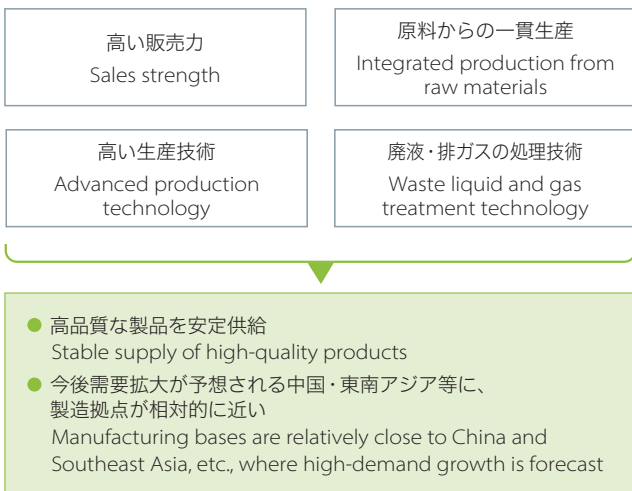 高い販売力
Sales strength
原料からの一貫生産
Integrated production from
raw materials
高い生産技術
Advanced production
technology
廃液・排ガスの処理技術
Waste liquid and gas
treatment technology
● 高品質な製品を安定供給
Stable supply of high-quality products
● 今後需要拡大が予想される中国・東南アジア等に、
製造拠点が相対的に近い
Manufacturing bases are relatively close to China and
Southeast Asia, etc., where high-demand growth is forecast